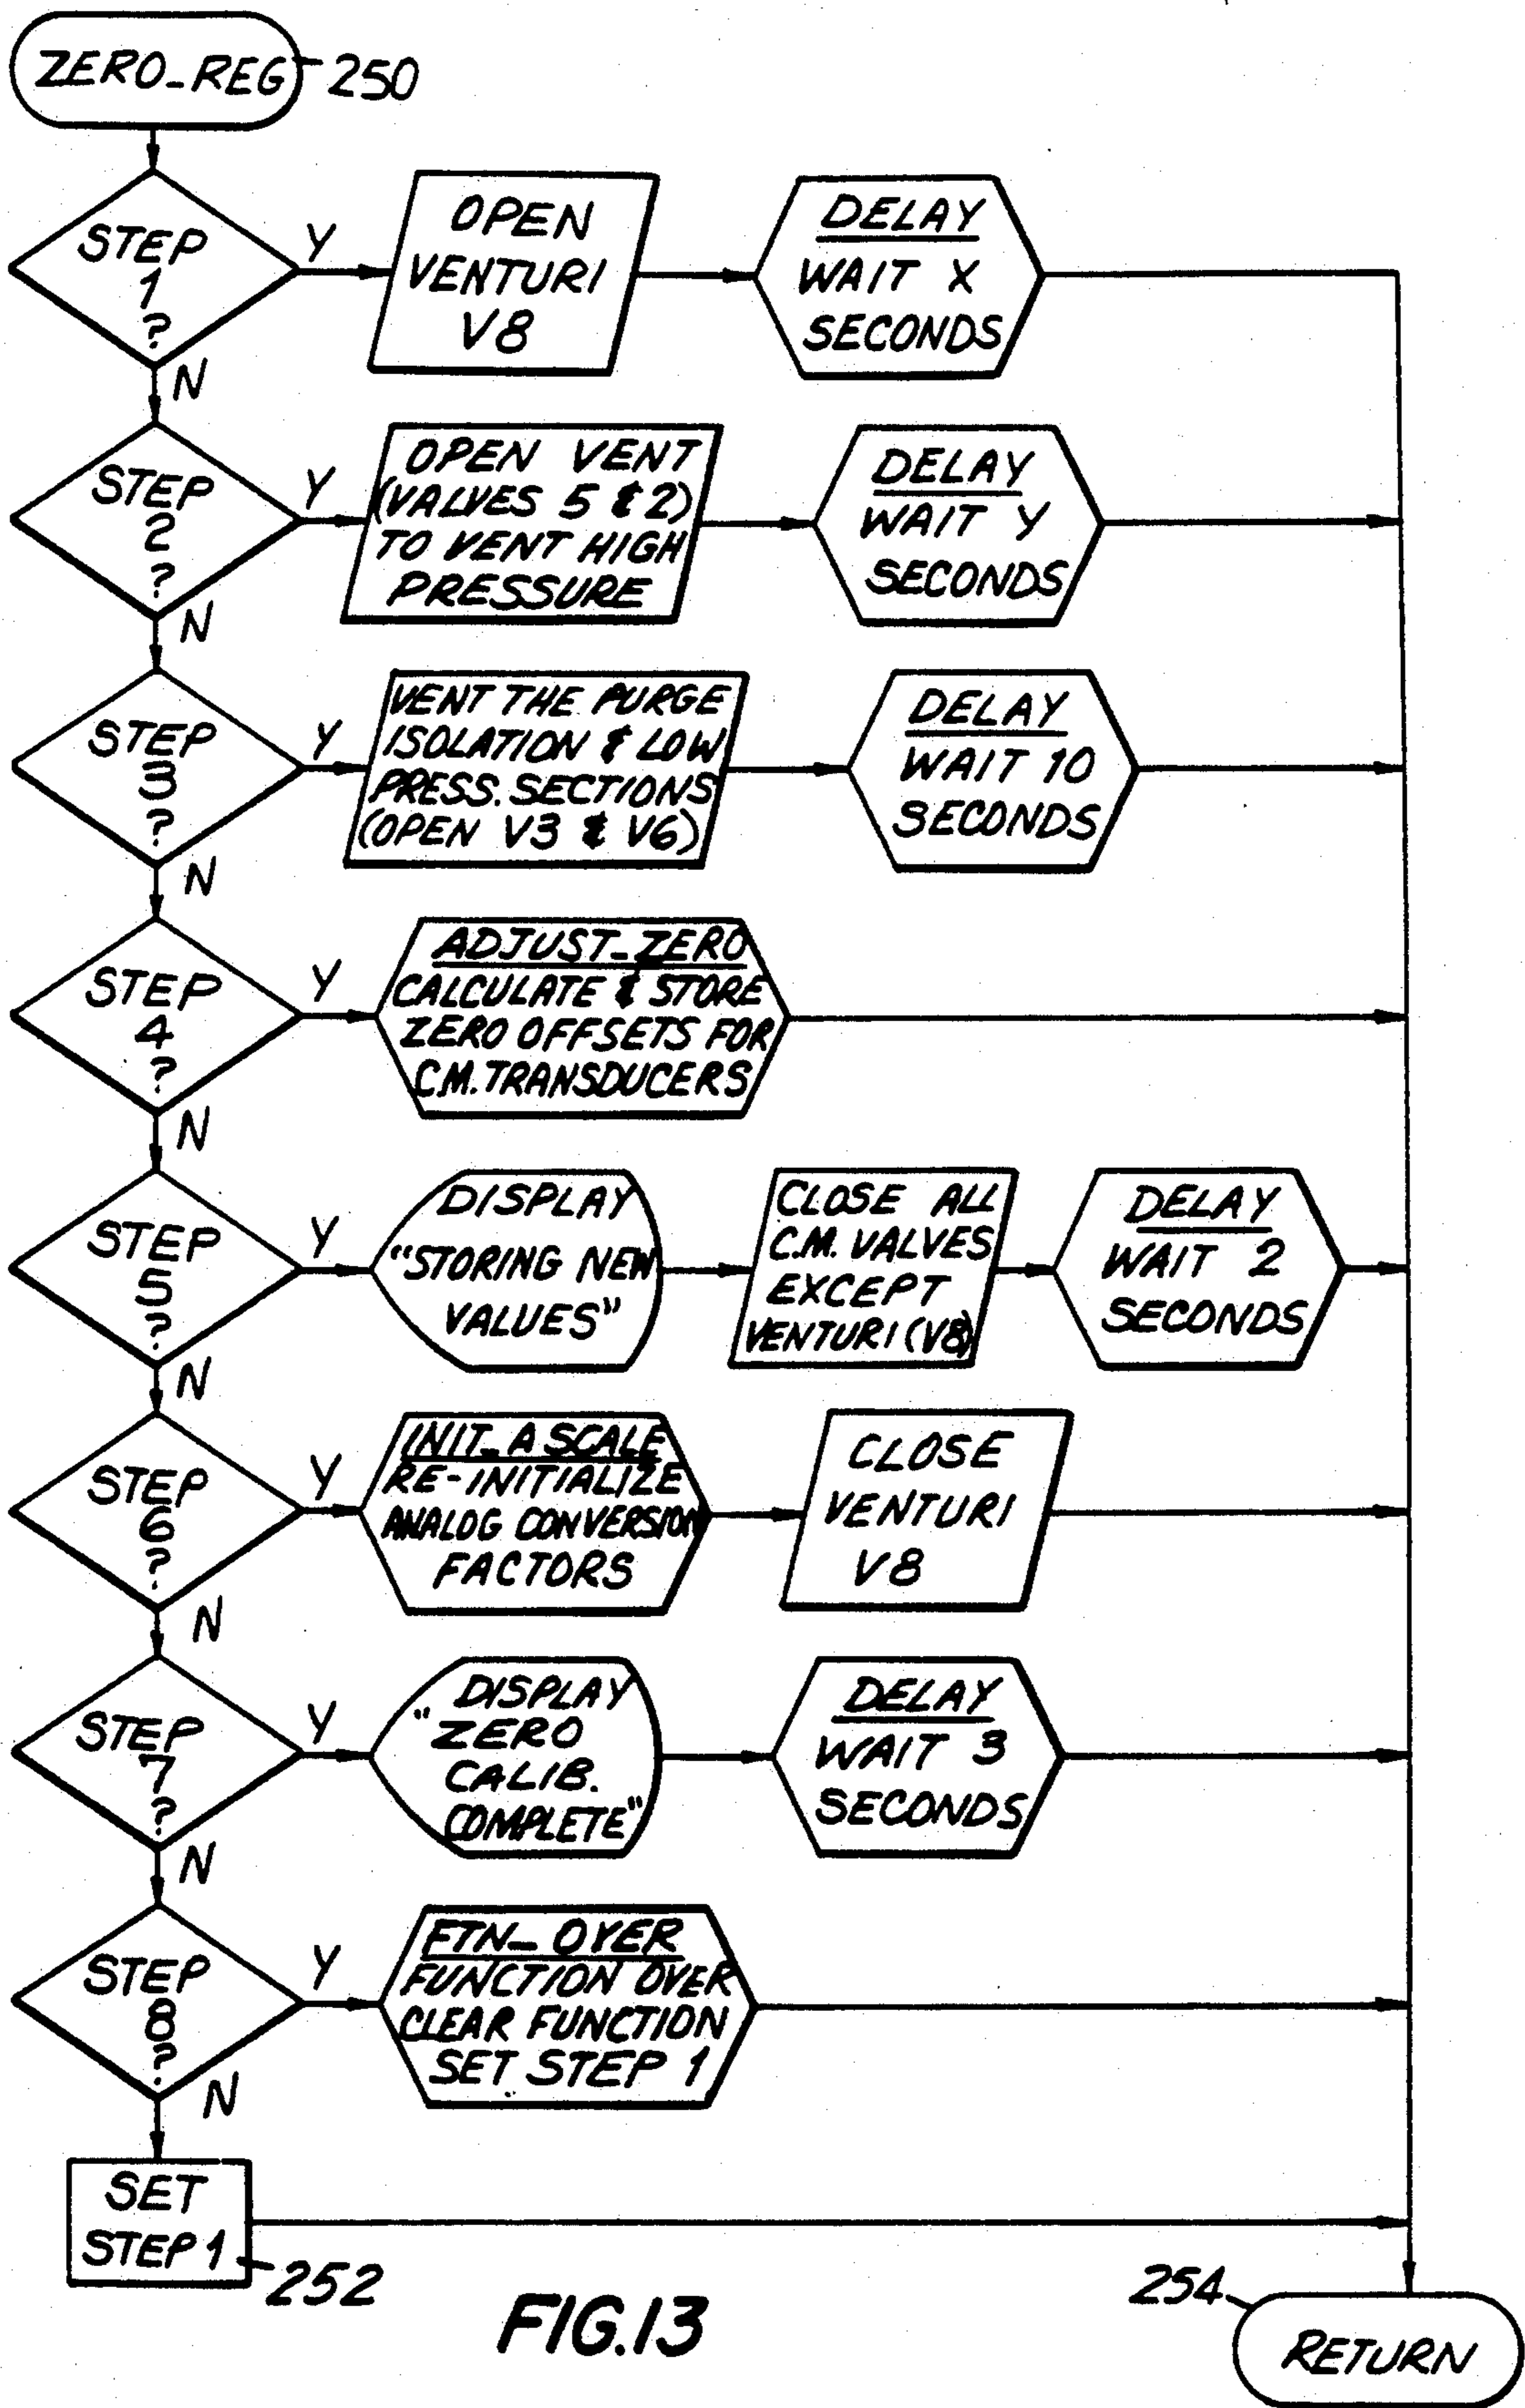 ZERO_REG 250
STEP
1
?
Y
N
OPEN
VENTURI
V8
DELAY
WAIT X
SECONDS
STEP
2
?
Y
N
OPEN VENT
(VALVES 5 & 2)
TO VENT HIGH
PRESSURE
DELAY
WAIT Y
SECONDS
STEP
3
?
Y
N
VENT THE PURGE
ISOLATION & LOW
PRESS. SECTIONS
(OPEN V3 & V6)
DELAY
WAIT 10
SECONDS
STEP
4
?
Y
N
ADJUST_ZERO
CALCULATE & STORE
ZERO OFFSETS FOR
C.M. TRANSDUCERS
STEP
5
?
Y
N
DISPLAY
"STORING NEW
VALUES"
CLOSE ALL
C.M. VALVES
EXCEPT
VENTURI (V8)
DELAY
WAIT 2
SECONDS
STEP
6
?
Y
N
INIT_A SCALE
RE-INITIALIZE
ANALOG CONVERSION
FACTORS
CLOSE
VENTURI
V8
STEP
7
?
Y
N
DISPLAY
"ZERO
CALIB.
COMPLETE"
DELAY
WAIT 3
SECONDS
STEP
8
?
Y
N
FTN_OVER
FUNCTION OVER
CLEAR FUNCTION
SET STEP 1
SET
STEP 1
252
254
RETURN
FIG.13